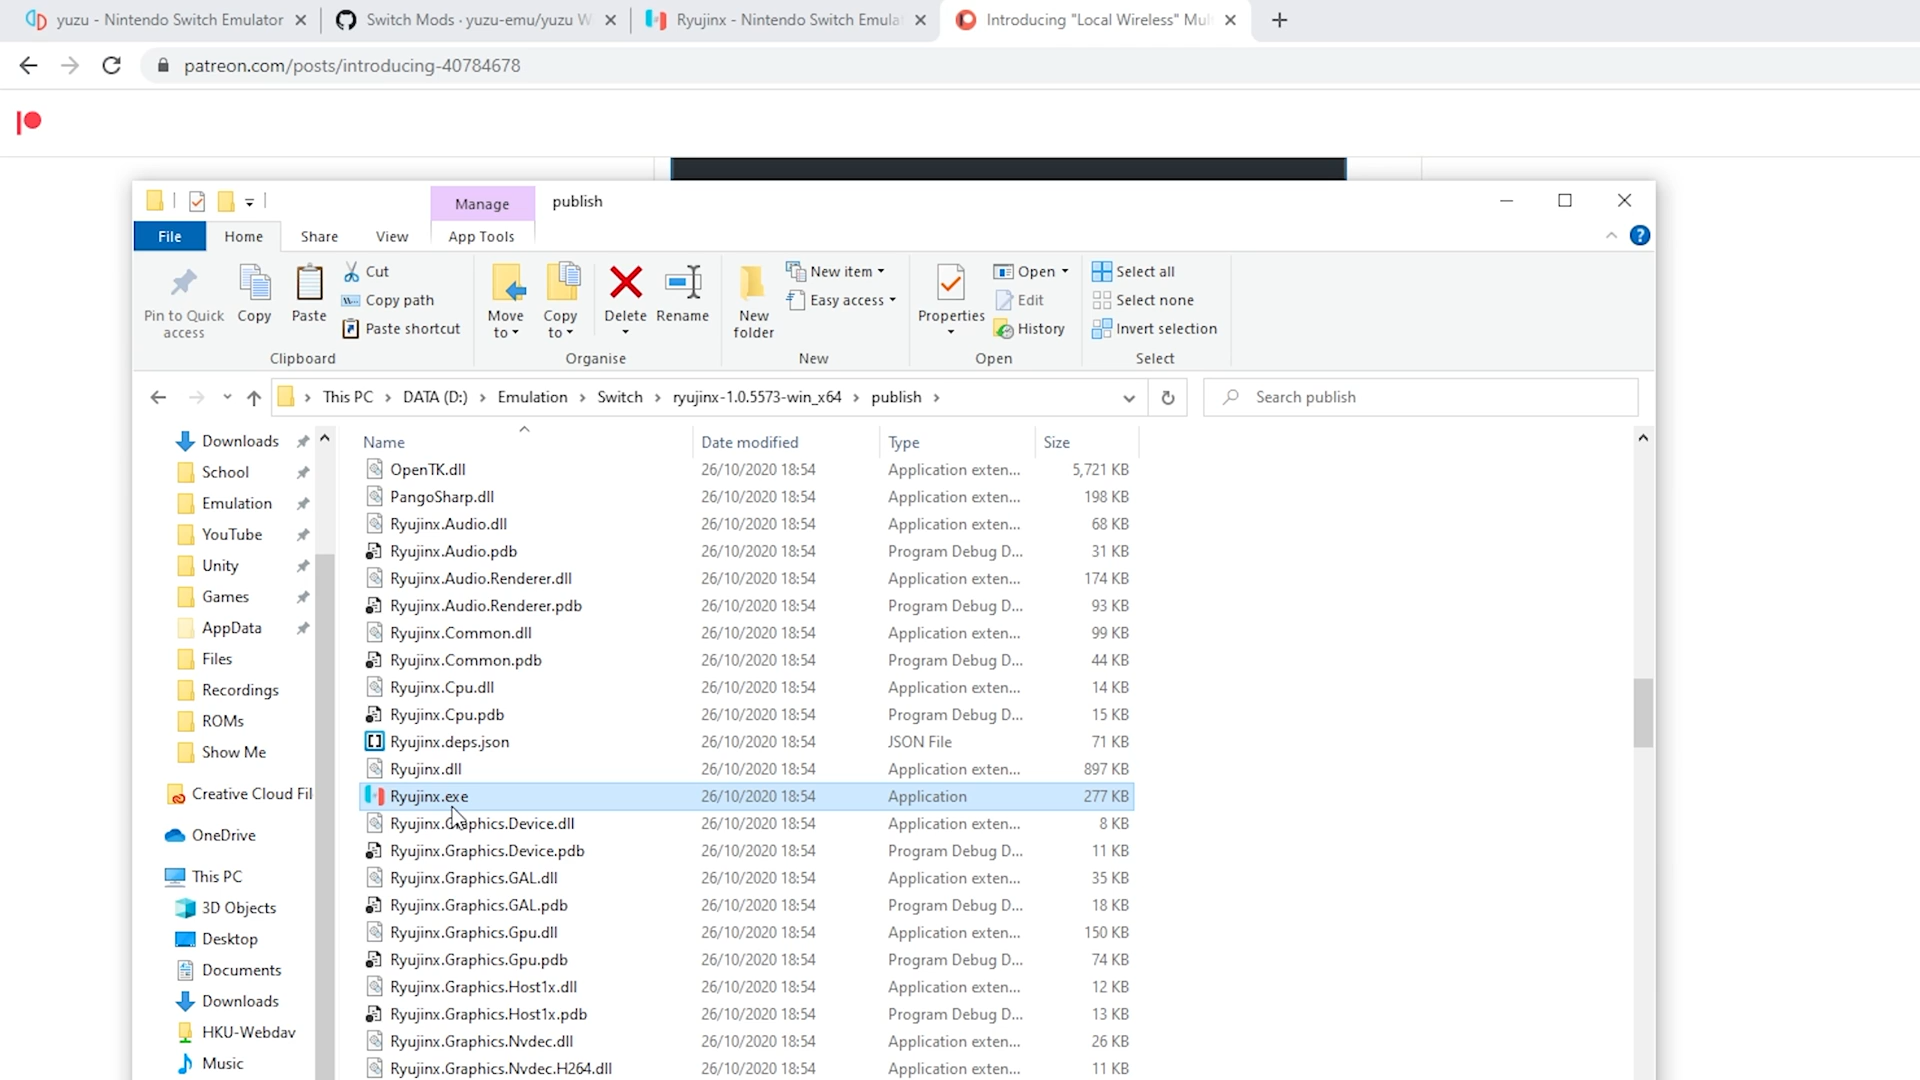 yuzu - Nintendo Switch Emulator
Switch Mods · yuzu-emu/yuzu W
Ryujinx - Nintendo Switch Emula
Introducing "Local Wireless" Mul
patreon.com/posts/introducing-40784678
Manage
publish
File
Home
Share
View
App Tools
Pin to Quick access
Copy
Paste
Cut
Copy path
Paste shortcut
Clipboard
Move to
Copy to
Delete
Rename
Organise
New folder
New item
Easy access
New
Properties
Open
Edit
History
Open
Select all
Select none
Invert selection
Select
This PC > DATA (D:) > Emulation > Switch > ryujinx-1.0.5573-win_x64 > publish >
Search publish
Downloads
School
Emulation
YouTube
Unity
Games
AppData
Files
Recordings
ROMs
Show Me
Creative Cloud Fil
OneDrive
This PC
3D Objects
Desktop
Documents
Downloads
HKU-Webdav
Music
Name Date modified Type Size
OpenTK.dll 26/10/2020 18:54 Application exten... 5,721 KB
PangoSharp.dll 26/10/2020 18:54 Application exten... 198 KB
Ryujinx.Audio.dll 26/10/2020 18:54 Application exten... 68 KB
Ryujinx.Audio.pdb 26/10/2020 18:54 Program Debug D... 31 KB
Ryujinx.Audio.Renderer.dll 26/10/2020 18:54 Application exten... 174 KB
Ryujinx.Audio.Renderer.pdb 26/10/2020 18:54 Program Debug D... 93 KB
Ryujinx.Common.dll 26/10/2020 18:54 Application exten... 99 KB
Ryujinx.Common.pdb 26/10/2020 18:54 Program Debug D... 44 KB
Ryujinx.Cpu.dll 26/10/2020 18:54 Application exten... 14 KB
Ryujinx.Cpu.pdb 26/10/2020 18:54 Program Debug D... 15 KB
Ryujinx.deps.json 26/10/2020 18:54 JSON File 71 KB
Ryujinx.dll 26/10/2020 18:54 Application exten... 897 KB
Ryujinx.exe 26/10/2020 18:54 Application 277 KB
Ryujinx.Graphics.Device.dll 26/10/2020 18:54 Application exten... 8 KB
Ryujinx.Graphics.Device.pdb 26/10/2020 18:54 Program Debug D... 11 KB
Ryujinx.Graphics.GAL.dll 26/10/2020 18:54 Application exten... 35 KB
Ryujinx.Graphics.GAL.pdb 26/10/2020 18:54 Program Debug D... 18 KB
Ryujinx.Graphics.Gpu.dll 26/10/2020 18:54 Application exten... 150 KB
Ryujinx.Graphics.Gpu.pdb 26/10/2020 18:54 Program Debug D... 74 KB
Ryujinx.Graphics.Host1x.dll 26/10/2020 18:54 Application exten... 12 KB
Ryujinx.Graphics.Host1x.pdb 26/10/2020 18:54 Program Debug D... 13 KB
Ryujinx.Graphics.Nvdec.dll 26/10/2020 18:54 Application exten... 26 KB
Ryujinx.Graphics.Nvdec.H264.dll 26/10/2020 18:54 Application exten... 11 KB